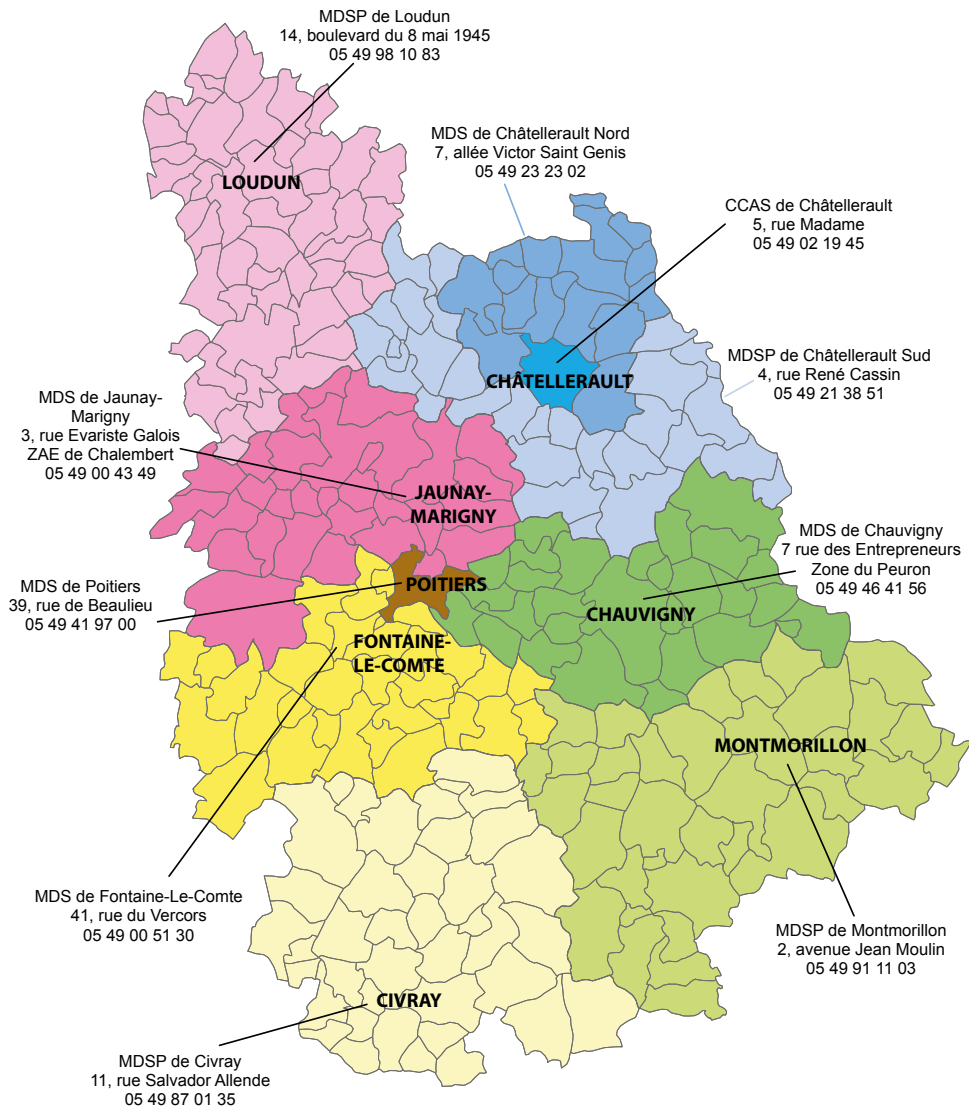 MDSP de Loudun
14, boulevard du 8 mai 1945
05 49 98 10 83
MDS de Châtellerault Nord
7, allée Victor Saint Genis
05 49 23 23 02
LOUDUN
CCAS de Châtellerault
5, rue Madame
05 49 02 19 45
CHÂTELLERAULT
MDSP de Châtellerault Sud
4, rue René Cassin
05 49 21 38 51
MDS de Jaunay-
Marigny
3, rue Evariste Galois
ZAE de Chalembert
05 49 00 43 49
JAUNAY-
MARIGNY
MDS de Chauvigny
7 rue des Entrepreneurs
Zone du Peuron
05 49 46 41 56
MDS de Poitiers
39, rue de Beaulieu
05 49 41 97 00
POITIERS
CHAUVIGNY
FONTAINE-
LE-COMTE
MONTMORILLON
MDS de Fontaine-Le-Comte
41, rue du Vercors
05 49 00 51 30
MDSP de Montmorillon
2, avenue Jean Moulin
05 49 91 11 03
CIVRAY
MDSP de Civray
11, rue Salvador Allende
05 49 87 01 35